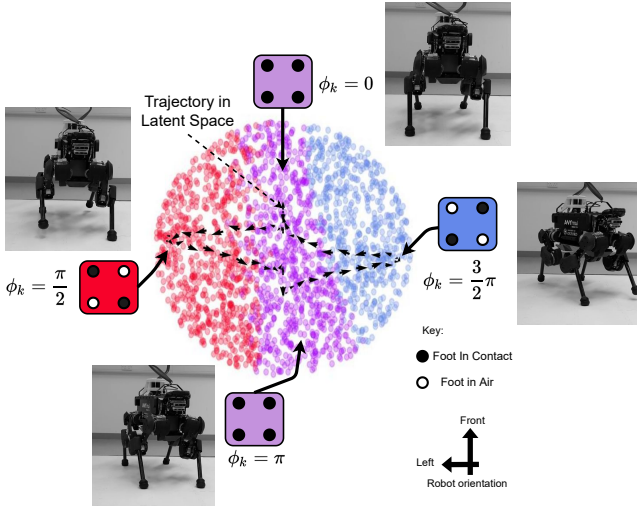 ϕₖ = 0
Trajectory in
Latent Space
ϕₖ = π/2
ϕₖ = 3/2 π
Key:
Foot In Contact
Foot in Air
ϕₖ = π
Front
Left
Robot orientation